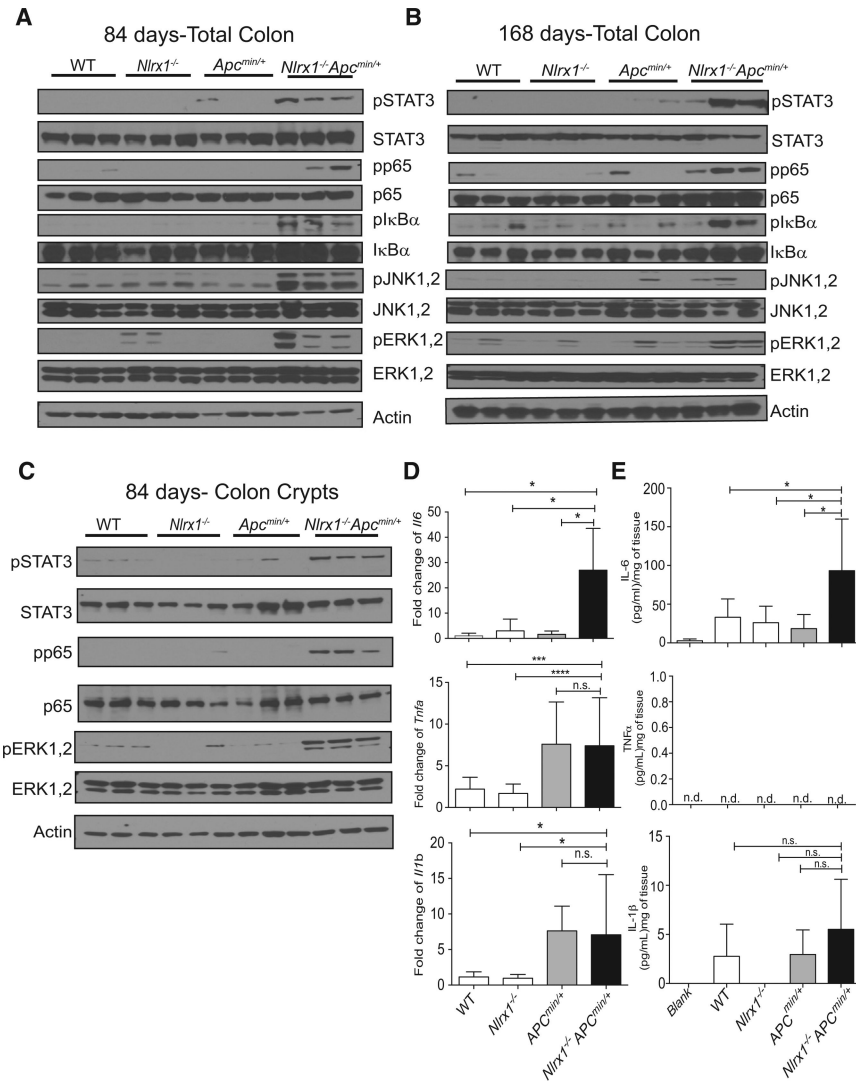 A
84 days-Total Colon
WT Nlrx1-/- Apcmin/+ Nlrx1-/-Apcmin/+
pSTAT3
STAT3
pp65
p65
pIκBα
IκBα
pJNK1,2
JNK1,2
pERK1,2
ERK1,2
Actin
B
168 days-Total Colon
WT Nlrx1-/- Apcmin/+ Nlrx1-/-Apcmin/+
pSTAT3
STAT3
pp65
p65
pIκBα
IκBα
pJNK1,2
JNK1,2
pERK1,2
ERK1,2
Actin
C
84 days- Colon Crypts
WT Nlrx1-/- Apcmin/+ Nlrx1-/-Apcmin/+
pSTAT3
STAT3
pp65
p65
pERK1,2
ERK1,2
Actin
D
Fold change of Il6
50
40
30
20
10
0
*
*
*
Fold change of Tnfa
15
10
5
0
***
****
n.s.
Fold change of Il1b
20
15
10
5
0
*
*
n.s.
WT
Nlrx1-/-
APCmin/+
Nlrx1-/-APCmin/+
E
IL-6
(pg/ml)/mg of tissue
200
150
100
50
0
*
*
*
TNFα
(pg/mL)mg of tissue
1.0
0.8
0.6
0.4
0.2
0.0
n.d. n.d. n.d. n.d. n.d.
IL-1β
(pg/mL)mg of tissue
15
10
5
0
n.s.
n.s.
n.s.
Blank
WT
Nlrx1-/-
APCmin/+
Nlrx1-/-APCmin/+